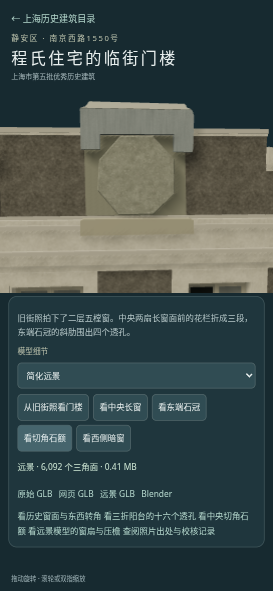 ← 上海历史建筑目录
静安区 · 南京西路1550号
程氏住宅的临街门楼
上海市第五批优秀历史建筑
旧街照拍下了二层五樘窗。中央两扇长窗面前的花栏折成三段，
东端石冠的斜肋围出四个透孔。
模型细节
简化远景
从旧街照看门楼 看中央长窗 看东端石冠
看切角石额 看西侧暗窗
远景 · 6,092 个三角面 · 0.41 MB
原始 GLB 网页 GLB 远景 GLB Blender
看历史窗面与东西转角 看三折阳台的十六个透孔 看中央切角石
额 看远景模型的窗扇与压檐 查阅照片出处与校核记录
拖动旋转 · 滚轮或双指缩放